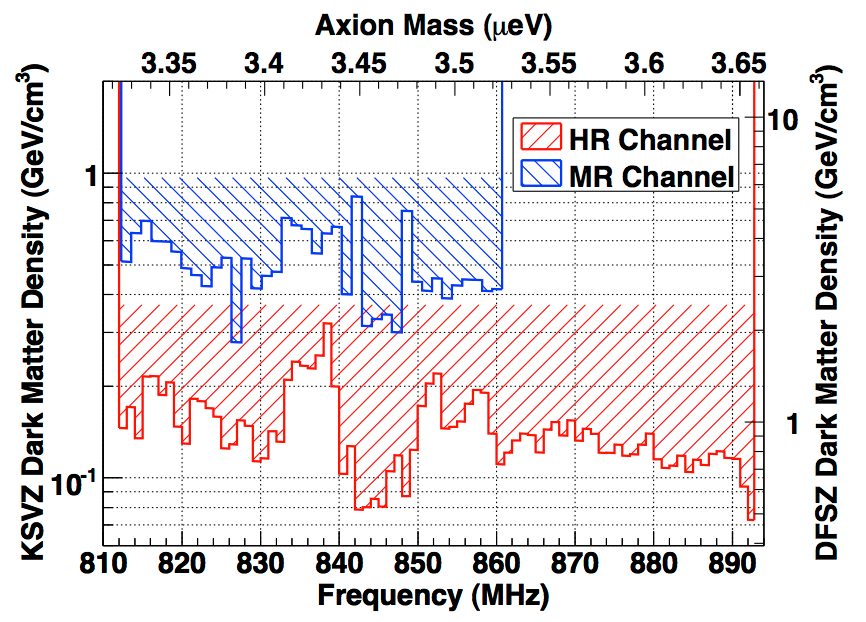 Axion Mass (μeV)
3.35 3.4 3.45 3.5 3.55 3.6 3.65
KSVZ Dark Matter Density (GeV/cm³)
1
10⁻¹
HR Channel
MR Channel
10
1
DFSZ Dark Matter Density (GeV/cm³)
810 820 830 840 850 860 870 880 890
Frequency (MHz)